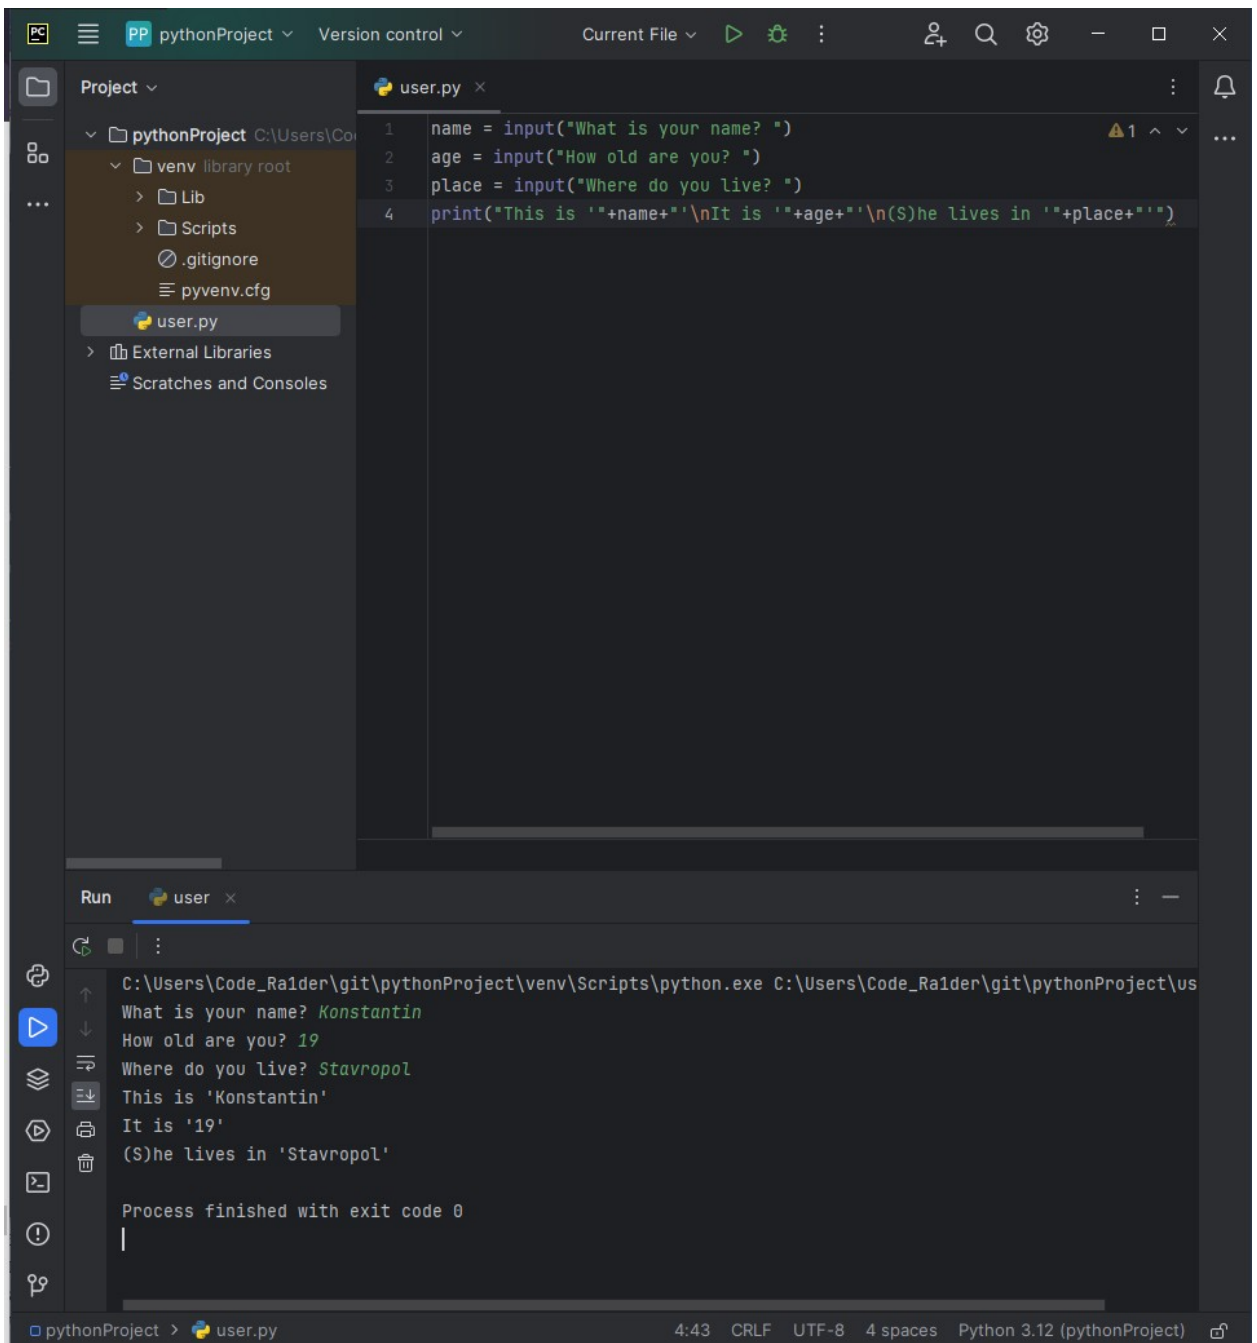 PC PP pythonProject Version control Current File
Project
user.py
pythonProject C:\Users\Co
venv library root
Lib
Scripts
.gitignore
pyvenv.cfg
user.py
External Libraries
Scratches and Consoles
1 name = input("What is your name? ")
2 age = input("How old are you? ")
3 place = input("Where do you live? ")
4 print("This is '"+name+"'\nIt is '"+age+"'\n(S)he lives in '"+place+"'")
1
Run user
C:\Users\Code_Ra1der\git\pythonProject\venv\Scripts\python.exe C:\Users\Code_Ra1der\git\pythonProject\us
What is your name? Konstantin
How old are you? 19
Where do you live? Stavropol
This is 'Konstantin'
It is '19'
(S)he lives in 'Stavropol'
Process finished with exit code 0
pythonProject > user.py 4:43 CRLF UTF-8 4 spaces Python 3.12 (pythonProject)